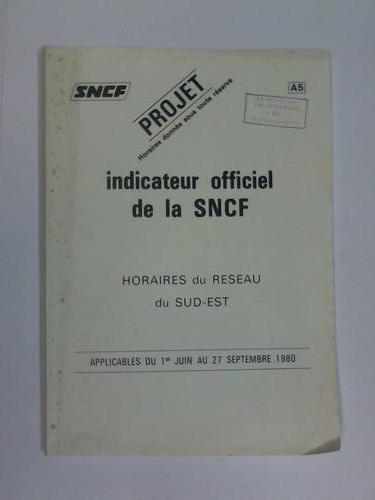 SNCF
A5
PROJET
Horaires donnés sous toute réserve
indicateur officiel
de la SNCF
HORAIRES du RESEAU
du SUD-EST
APPLICABLES DU 1er JUIN AU 27 SEPTEMBRE 1980